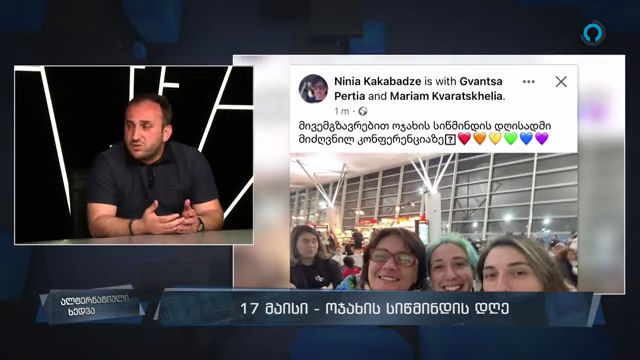 Ninia Kakabadze is with Gvantsa
Pertia and Mariam Kvaratskhelia.
1 m
მივემგზავრებით ოჯახის სიწმინდის დღისადმი
მიძღვნილ კონფერენციაზე?❤️🧡💛💚💙💜
ალტერნატიული
ხედვა
17 მაისი - ოჯახის სიწმინდის დღე